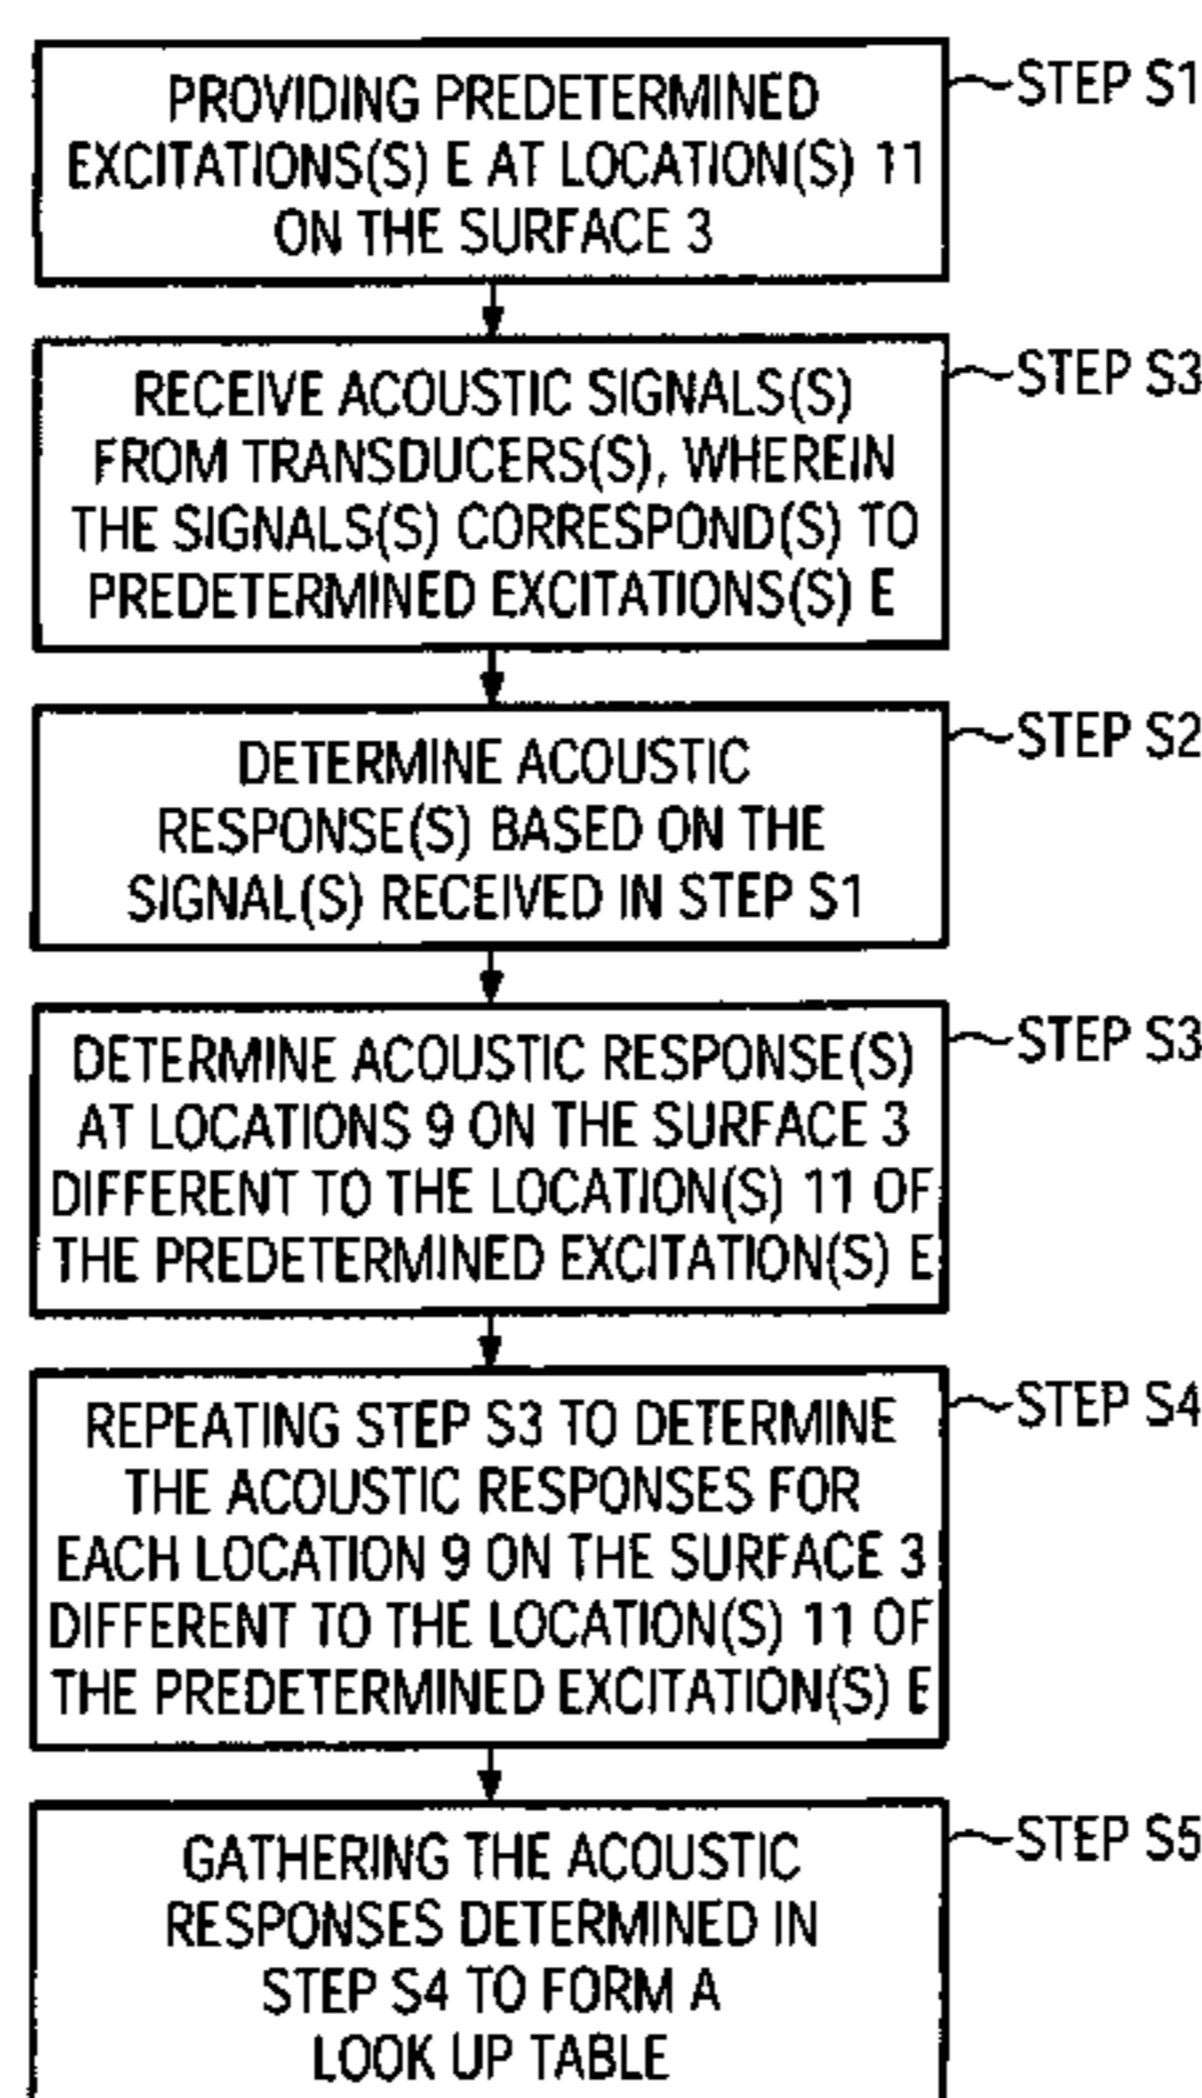 PROVIDING PREDETERMINED
EXCITATIONS(S) E AT LOCATION(S) 11
ON THE SURFACE 3
STEP S1
RECEIVE ACOUSTIC SIGNALS(S)
FROM TRANSDUCERS(S), WHEREIN
THE SIGNALS(S) CORRESPOND(S) TO
PREDETERMINED EXCITATIONS(S) E
STEP S3
DETERMINE ACOUSTIC
RESPONSE(S) BASED ON THE
SIGNAL(S) RECEIVED IN STEP S1
STEP S2
DETERMINE ACOUSTIC RESPONSE(S)
AT LOCATIONS 9 ON THE SURFACE 3
DIFFERENT TO THE LOCATION(S) 11 OF
THE PREDETERMINED EXCITATION(S) E
STEP S3
REPEATING STEP S3 TO DETERMINE
THE ACOUSTIC RESPONSES FOR
EACH LOCATION 9 ON THE SURFACE 3
DIFFERENT TO THE LOCATION(S) 11 OF
THE PREDETERMINED EXCITATION(S) E
STEP S4
GATHERING THE ACOUSTIC
RESPONSES DETERMINED IN
STEP S4 TO FORM A
LOOK UP TABLE
STEP S5